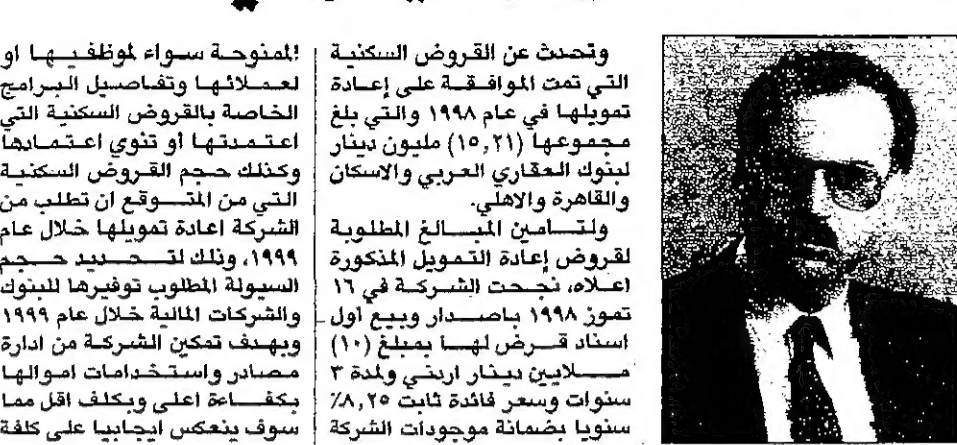 وتحدث عن القروض السكنية
التي تمت الموافقة على إعادة
تمويلها في عام ١٩٩٨ والتي بلغ
مجموعها (١٥,٢١) مليون دينار
لبنوك العقاري العربي والاسكان
والقاهرة والاهلي.
ولتامين المبالغ المطلوبة
لقروض إعادة التمويل المذكورة
اعلاه، نجحت الشركة في ١٦
تموز ١٩٩٨ باصدار وبيع اول
اسناد قرض لها بمبلغ (١٠)
ملايين دينار اردني ولمدة ٣
سنوات وسعر فائدة ثابت ٨,٢٥٪
سنويا بضمانة موجودات الشركة
الممنوحة سواء لموظفيها او
لعملائها وتفاصيل البرامج
الخاصة بالقروض السكنية التي
اعتمدتها أو تنوي اعتمادها
وكذلك حجم القروض السكنية
التي من المتوقع ان تطلب من
الشركة اعادة تمويلها خلال عام
١٩٩٩، وذلك لتحديد حجم
السيولة المطلوب توفيرها للبنوك
والشركات المالية خلال عام ١٩٩٩
وبهدف تمكين الشركة من ادارة
مصادر واستخدامات اموالها
بكفاءة اعلى وبكلف اقل مما
سوف ينعكس ايجابيا على كلفة